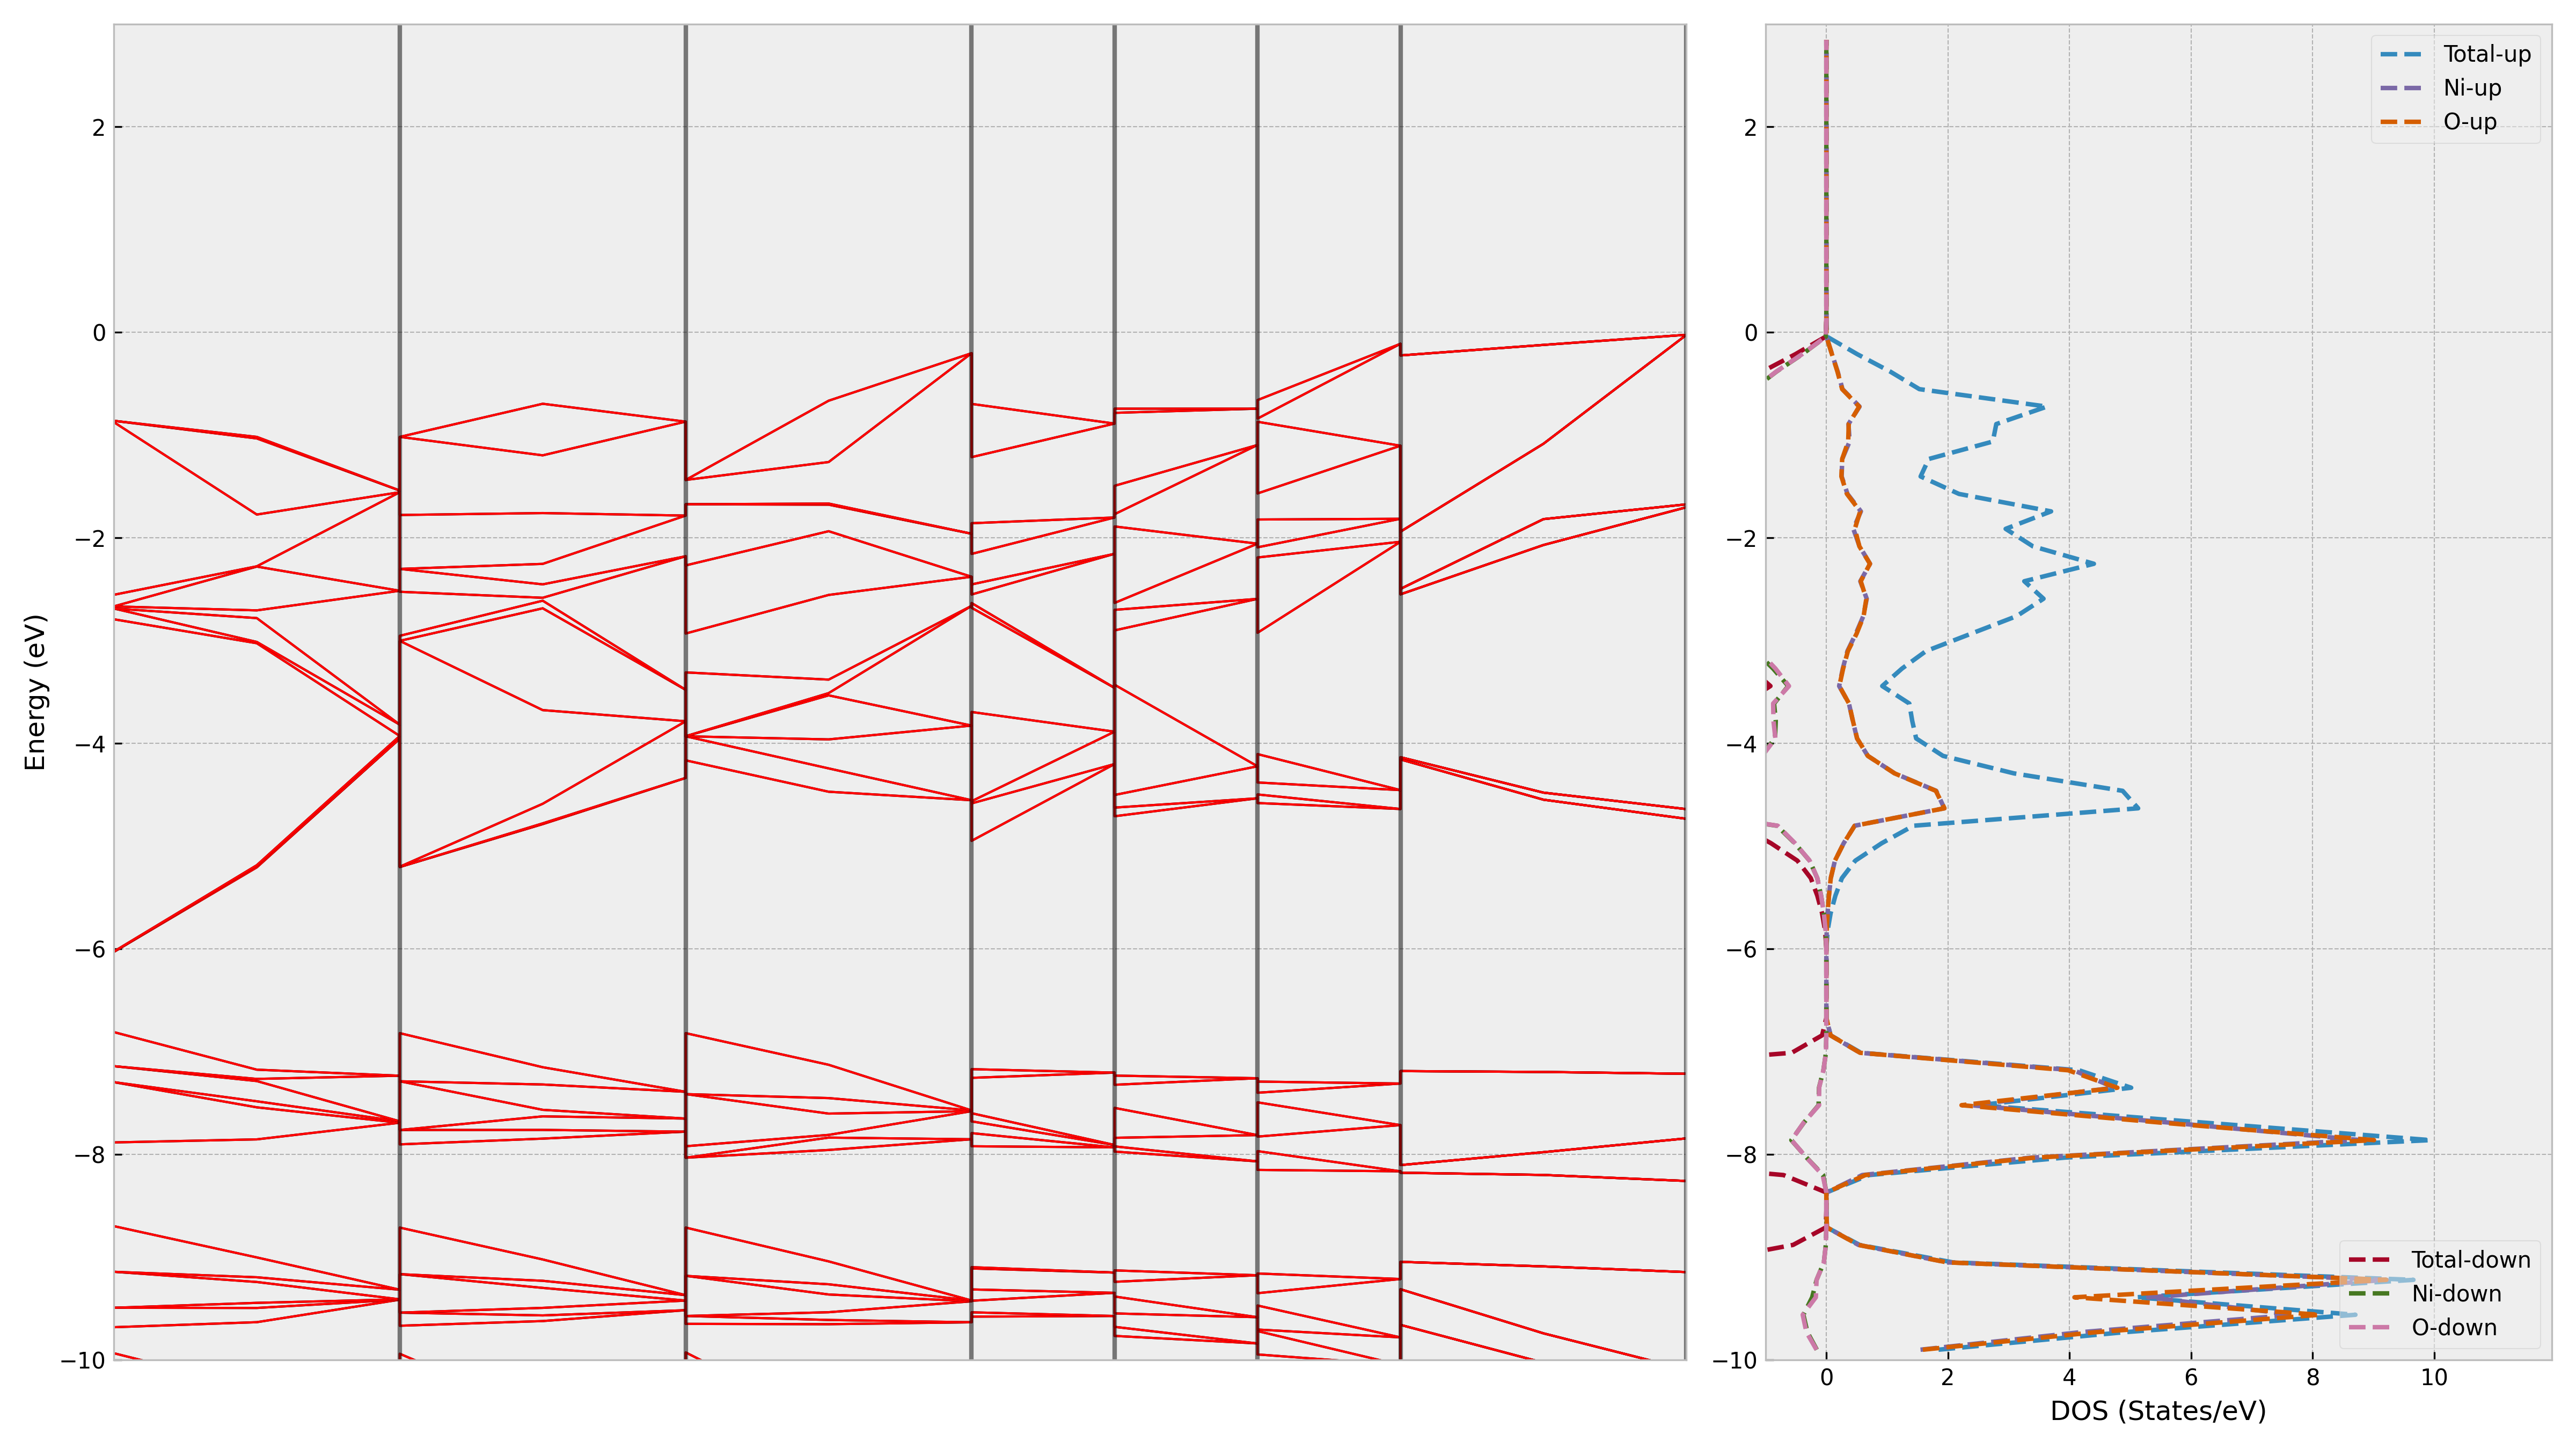 Energy (eV)
2
0
−2
−4
−6
−8
−10
2
0
−2
−4
−6
−8
−10
Total-up
Ni-up
O-up
Total-down
Ni-down
O-down
0 2 4 6 8 10
DOS (States/eV)